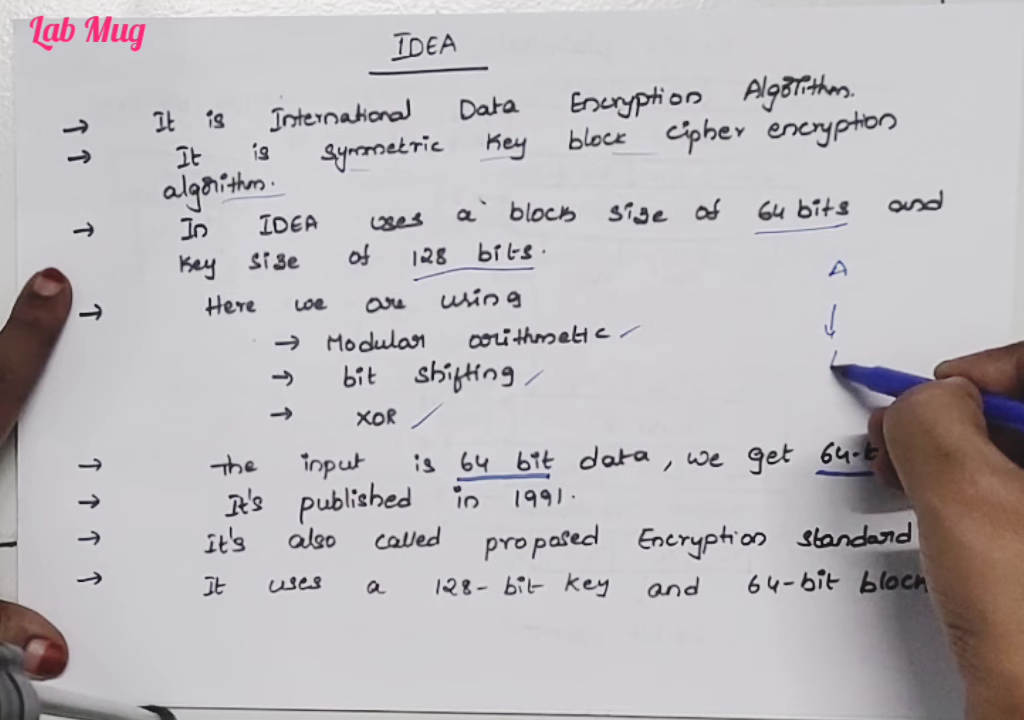 Lab Mug
IDEA
→ It is International Data Encryption Algorithm.
→ It is symmetric key block cipher encryption
algorithm.
→ In IDEA uses a block size of 64 bits and
key size of 128 bits.
A
→ Here we are using
→ Modular arithmetic
→ bit shifting
→ XOR
→ The input is 64 bit data, we get 64-
→ It's published in 1991.
→ It's also called proposed Encryption standard
→ It uses a 128-bit key and 64-bit block